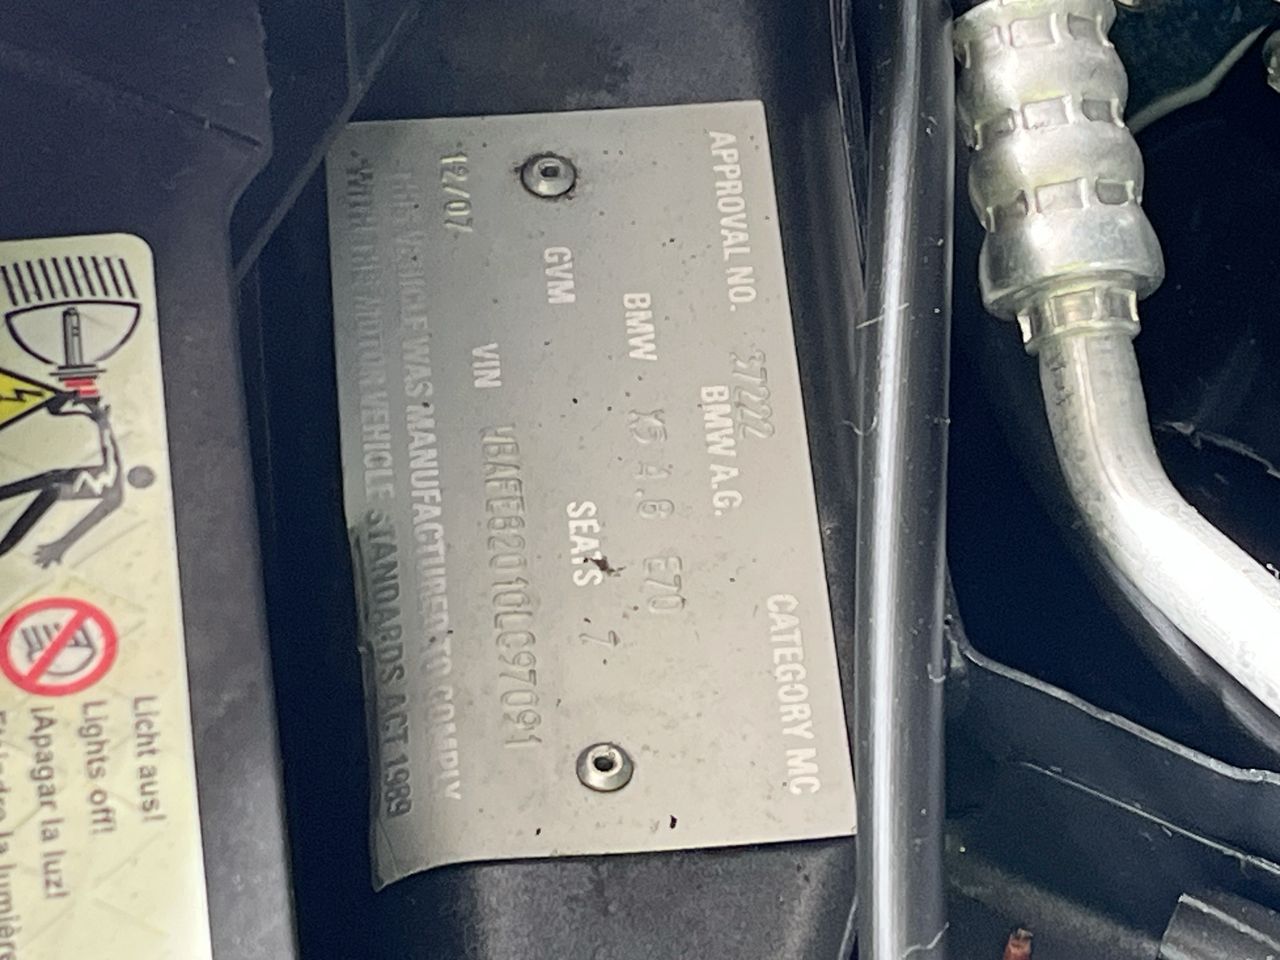 APPROVAL NO. 37222 CATEGORY MC
BMW A.G.
BMW X5 4.8 E70
GVM SEATS 7
12/07 VIN WBAFE82010LC97091
THIS VEHICLE WAS MANUFACTURED TO COMPLY
WITH THE MOTOR VEHICLE STANDARDS ACT 1989
Licht aus!
Lights off!
¡Apagar la luz!
la lumière